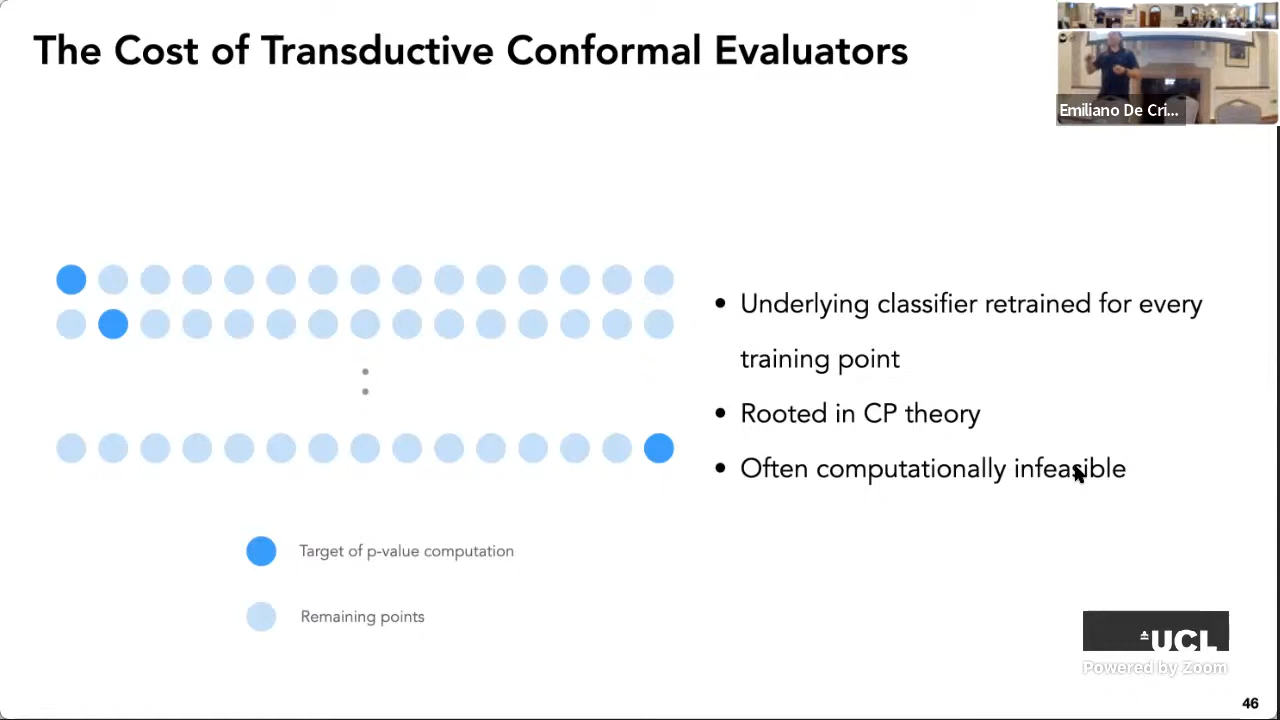 The Cost of Transductive Conformal Evaluators
Emiliano De Cri...
• Underlying classifier retrained for every
training point
• Rooted in CP theory
• Often computationally infeasible
Target of p-value computation
Remaining points
UCL
Powered by Zoom
46